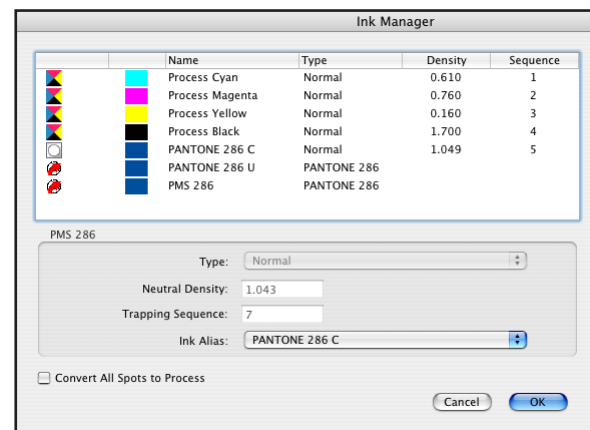 Ink Manager
Name Type Density Sequence
Process Cyan Normal 0.610 1
Process Magenta Normal 0.760 2
Process Yellow Normal 0.160 3
Process Black Normal 1.700 4
PANTONE 286 C Normal 1.049 5
PANTONE 286 U PANTONE 286
PMS 286 PANTONE 286
PMS 286
Type: Normal
Neutral Density: 1.043
Trapping Sequence: 7
Ink Alias: PANTONE 286 C
Convert All Spots to Process
Cancel OK